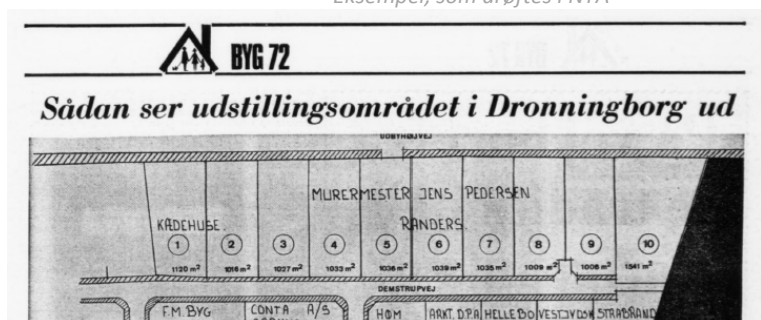 Eksempel, som drøftes i NTA
BYG 72
Sådan ser udstillingsområdet i Dronningborg ud
UDBYHØJVEJ
MURERMESTER JENS PEDERSEN
KÆDEHUSE. RANDERS.
1 2 3 4 5 6 7 8 9 10
1120 m² 1016 m² 1027 m² 1033 m² 1036 m² 1039 m² 1035 m² 1009 m² 1006 m² 1541 m²
DEMSTRUPVEJ
F.M. BYG CONTA A/S HØM ARKT. D.P.A. HELLEBO VESTJYDSK STRABRAND